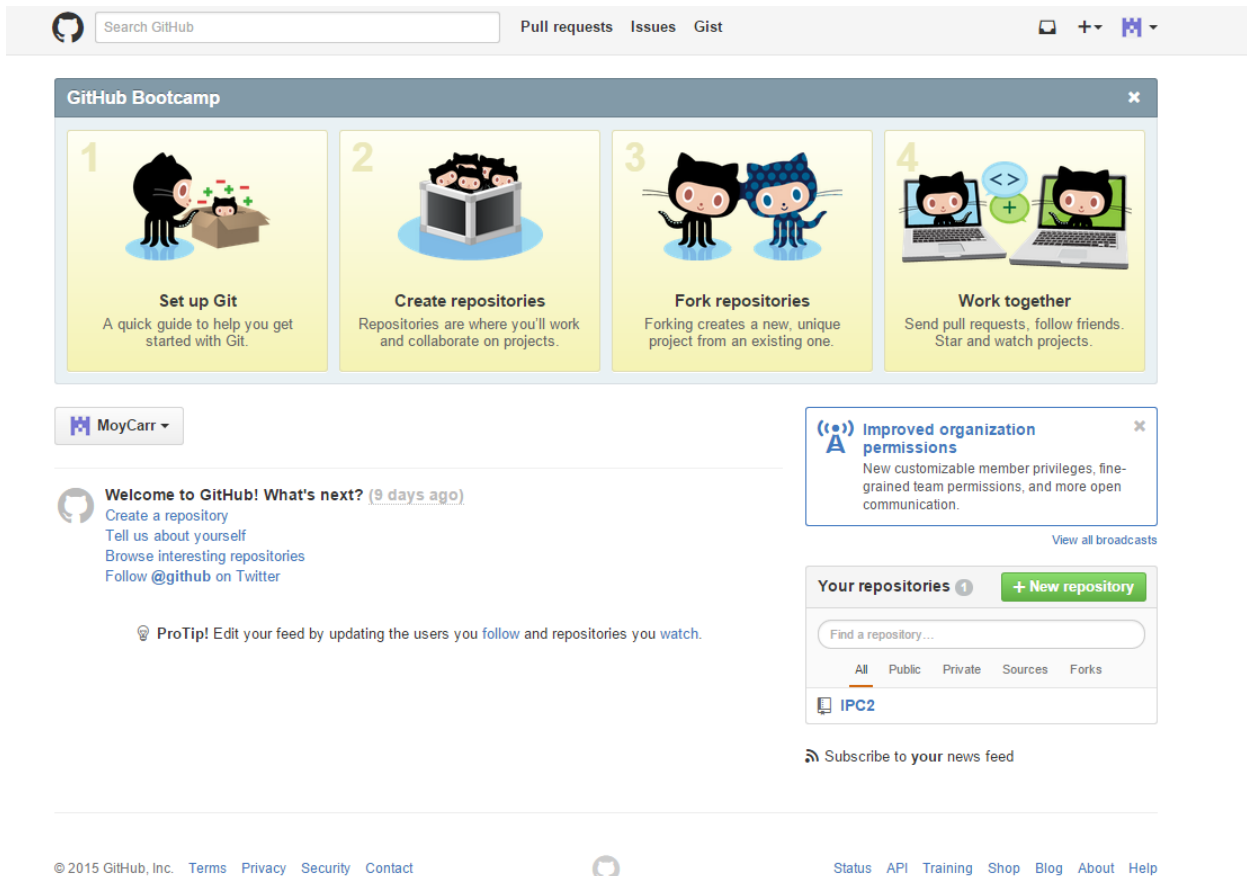 Search GitHub
Pull requests Issues Gist
GitHub Bootcamp
1
Set up Git
A quick guide to help you get
started with Git.
2
Create repositories
Repositories are where you'll work
and collaborate on projects.
3
Fork repositories
Forking creates a new, unique
project from an existing one.
4
Work together
Send pull requests, follow friends.
Star and watch projects.
MoyCarr
Welcome to GitHub! What's next? (9 days ago)
Create a repository
Tell us about yourself
Browse interesting repositories
Follow @github on Twitter
ProTip! Edit your feed by updating the users you follow and repositories you watch.
Improved organization
permissions
New customizable member privileges, fine-
grained team permissions, and more open
communication.
View all broadcasts
Your repositories 1
+ New repository
Find a repository...
All Public Private Sources Forks
IPC2
Subscribe to your news feed
© 2015 GitHub, Inc. Terms Privacy Security Contact
Status API Training Shop Blog About Help